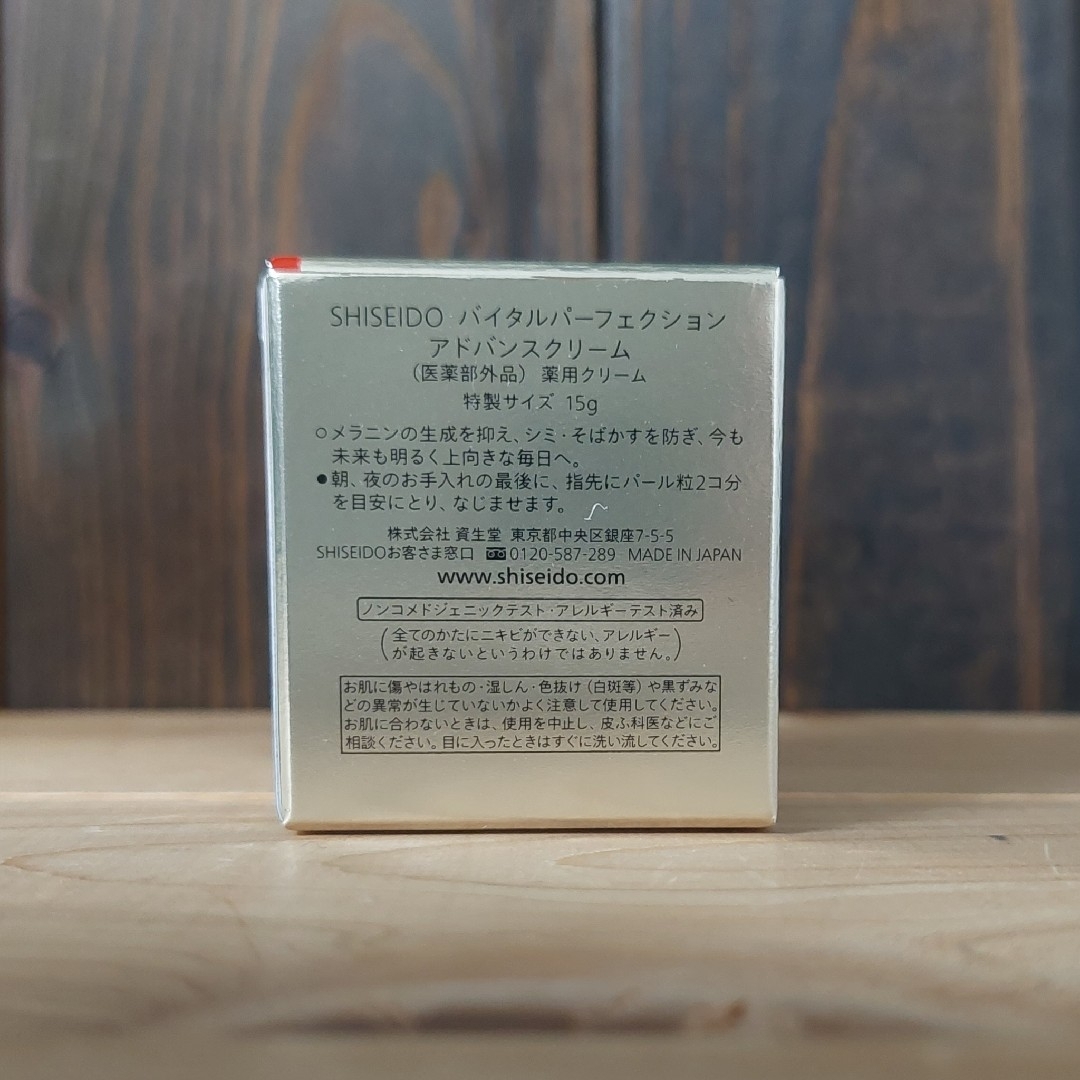 SHISEIDO バイタルパーフェクション
アドバンスクリーム
（医薬部外品） 薬用クリーム
特製サイズ 15g
○メラニンの生成を抑え、シミ・そばかすを防ぎ、今も
未来も明るく上向きな毎日へ。
●朝、夜のお手入れの最後に、指先にパール粒2コ分
を目安にとり、なじませます。
株式会社 資生堂 東京都中央区銀座7-5-5
SHISEIDOお客さま窓口 0120-587-289 MADE IN JAPAN
www.shiseido.com
ノンコメドジェニックテスト・アレルギーテスト済み
（全てのかたにニキビができない、アレルギー
が起きないというわけではありません。）
お肌に傷やはれもの・湿しん・色抜け（白斑等）や黒ずみな
どの異常が生じていないかよく注意して使用してください。
お肌に合わないときは、使用を中止し、皮ふ科医などにご
相談ください。目に入ったときはすぐに洗い流してください。